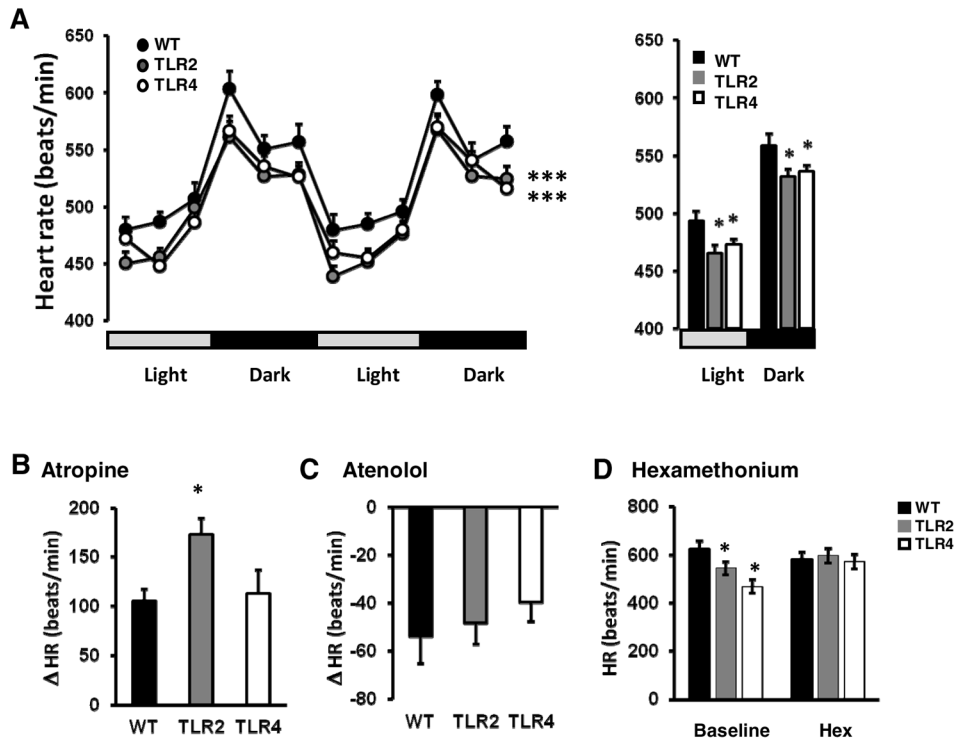 A
Heart rate (beats/min)
650
600
550
500
450
400
WT
TLR2
TLR4
***
***
Light
Dark
Light
Dark
650
600
550
500
450
400
WT
TLR2
TLR4
* *
* *
Light
Dark
B Atropine
Δ HR (beats/min)
200
150
100
50
0
*
WT
TLR2
TLR4
C Atenolol
Δ HR (beats/min)
0
-20
-40
-60
-80
WT
TLR2
TLR4
D Hexamethonium
HR (beats/min)
800
600
400
200
0
*
*
WT
TLR2
TLR4
Baseline
Hex